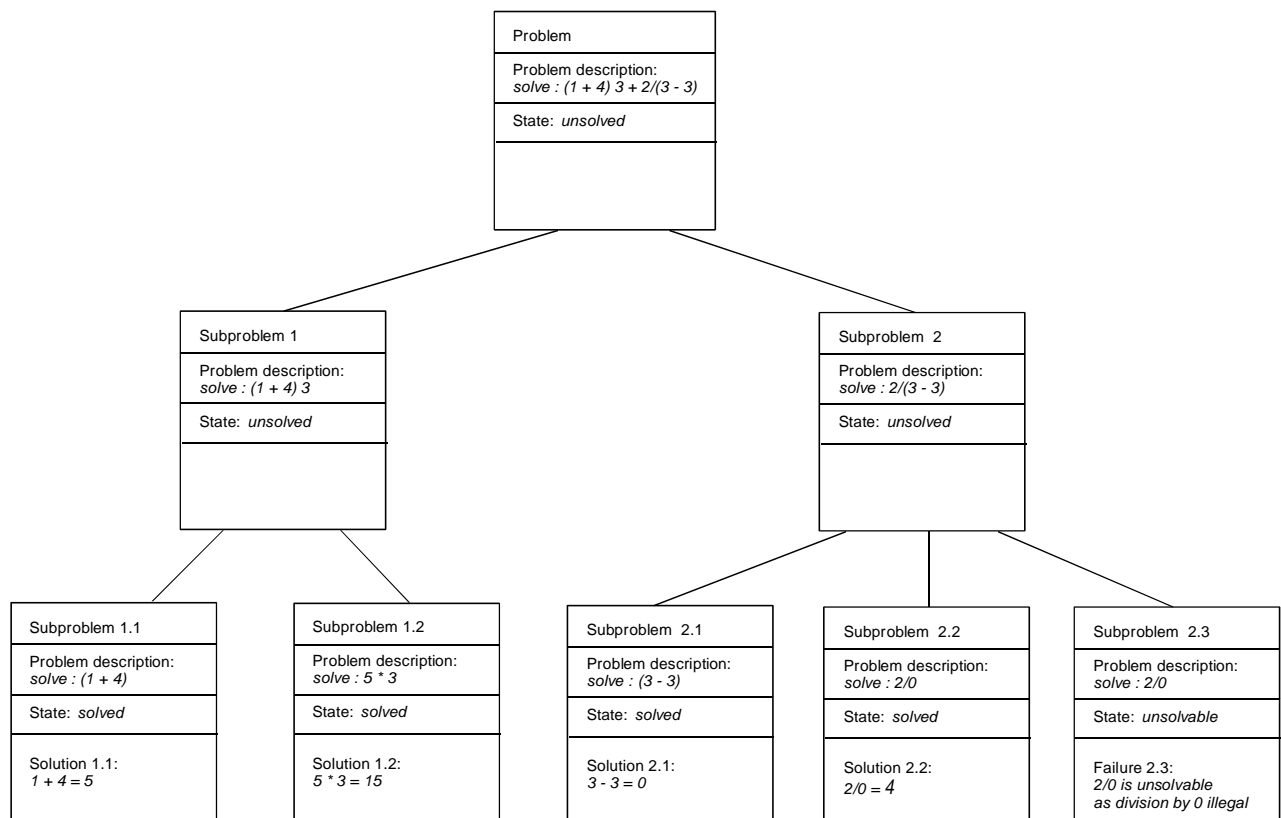 Problem
Problem description:
solve : (1 + 4) 3 + 2/(3 - 3)
State: unsolved
Subproblem 1
Problem description:
solve : (1 + 4) 3
State: unsolved
Subproblem 2
Problem description:
solve : 2/(3 - 3)
State: unsolved
Subproblem 1.1
Problem description:
solve : (1 + 4)
State: solved
Solution 1.1:
1 + 4 = 5
Subproblem 1.2
Problem description:
solve : 5 * 3
State: solved
Solution 1.2:
5 * 3 = 15
Subproblem 2.1
Problem description:
solve : (3 - 3)
State: solved
Solution 2.1:
3 - 3 = 0
Subproblem 2.2
Problem description:
solve : 2/0
State: solved
Solution 2.2:
2/0 = 4
Subproblem 2.3
Problem description:
solve : 2/0
State: unsolvable
Failure 2.3:
2/0 is unsolvable
as division by 0 illegal